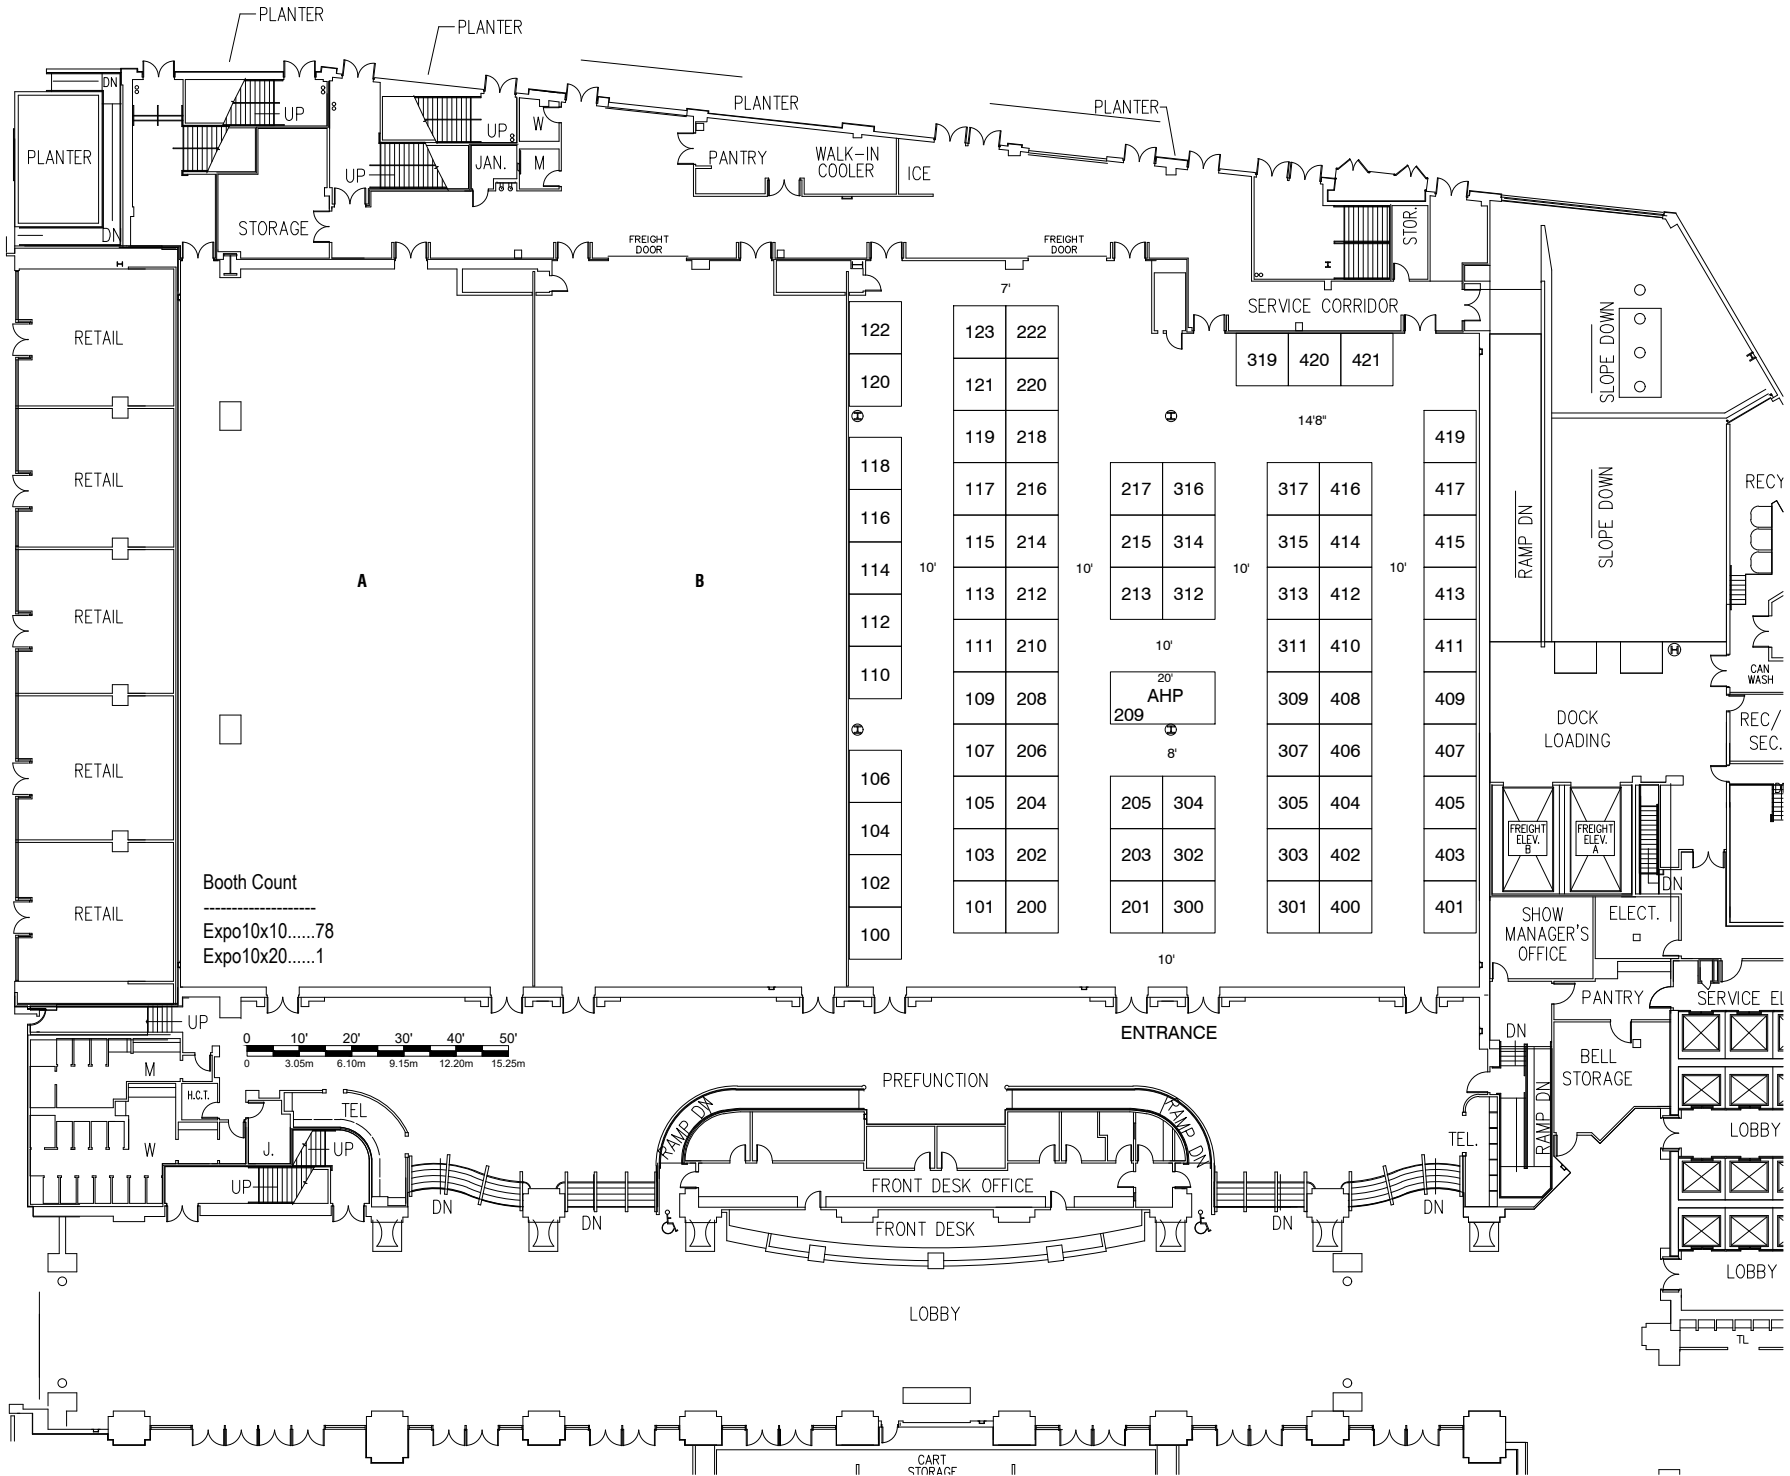 PLANTER
PLANTER
PLANTER
PLANTER
DN
UP
UP
W
PLANTER
UP
JAN.
M
PANTRY
WALK-IN
COOLER
ICE
STORAGE
DN
FREIGHT
DOOR
FREIGHT
DOOR
STOR.
SERVICE CORRIDOR
7'
RETAIL
RETAIL
RETAIL
RETAIL
RETAIL
A
B
122
120
118
116
114
112
110
106
104
102
100
123 222
121 220
119 218
117 216
115 214
113 212
111 210
109 208
107 206
105 204
103 202
101 200
217 316
215 314
213 312
10'
20'
AHP
209
8'
205 304
203 302
201 300
319 420 421
14'8"
317 416
315 414
313 412
311 410
309 408
307 406
305 404
303 402
301 400
419
417
415
413
411
409
407
405
403
401
10'
10'
10'
10'
10'
SLOPE DOWN
SLOPE DOWN
RAMP DN
RECY
CAN
WASH
REC/
SEC.
DOCK
LOADING
FREIGHT
ELEV.
B
FREIGHT
ELEV.
A
DN
SHOW
MANAGER'S
OFFICE
ELECT.
PANTRY
SERVICE EL
DN
BELL
STORAGE
RAMP DN
TEL.
LOBBY
LOBBY
TL
Booth Count
--------------------
Expo10x10......78
Expo10x20......1
UP
0 10' 20' 30' 40' 50'
0 3.05m 6.10m 9.15m 12.20m 15.25m
ENTRANCE
PREFUNCTION
M
H.C.T.
TEL
W
J.
UP
UP
RAMP DN
RAMP DN
DN
DN
DN
DN
FRONT DESK OFFICE
FRONT DESK
LOBBY
CART
STORAGE